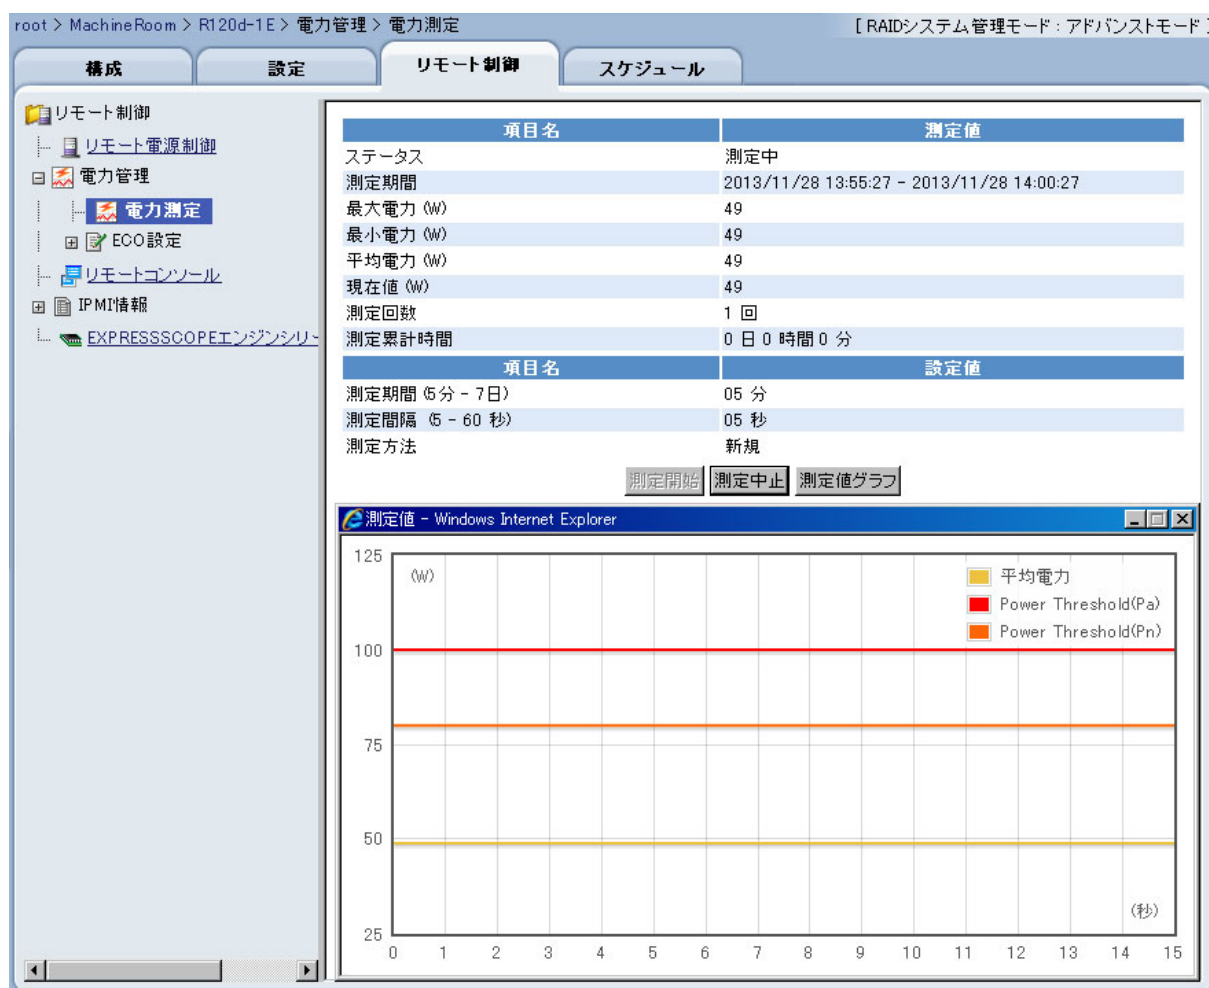 root > MachineRoom > R120d-1E > 電力管理 > 電力測定 [ RAIDシステム管理モード : アドバンストモード ]
構成 設定 リモート制御 スケジュール
リモート制御
リモート電源制御
電力管理
電力測定
ECO設定
リモートコンソール
IPMI情報
EXPRESSSCOPEエンジンシリー
項目名 測定値
ステータス 測定中
測定期間 2013/11/28 13:55:27 - 2013/11/28 14:00:27
最大電力 (W) 49
最小電力 (W) 49
平均電力 (W) 49
現在値 (W) 49
測定回数 1 回
測定累計時間 0 日 0 時間 0 分
項目名 設定値
測定期間 (5分 - 7日) 05 分
測定間隔 (5 - 60 秒) 05 秒
測定方法 新規
測定開始 測定中止 測定値グラフ
測定値 - Windows Internet Explorer
125
(W)
平均電力
Power Threshold(Pa)
Power Threshold(Pn)
100
75
50
(秒)
25
0 1 2 3 4 5 6 7 8 9 10 11 12 13 14 15